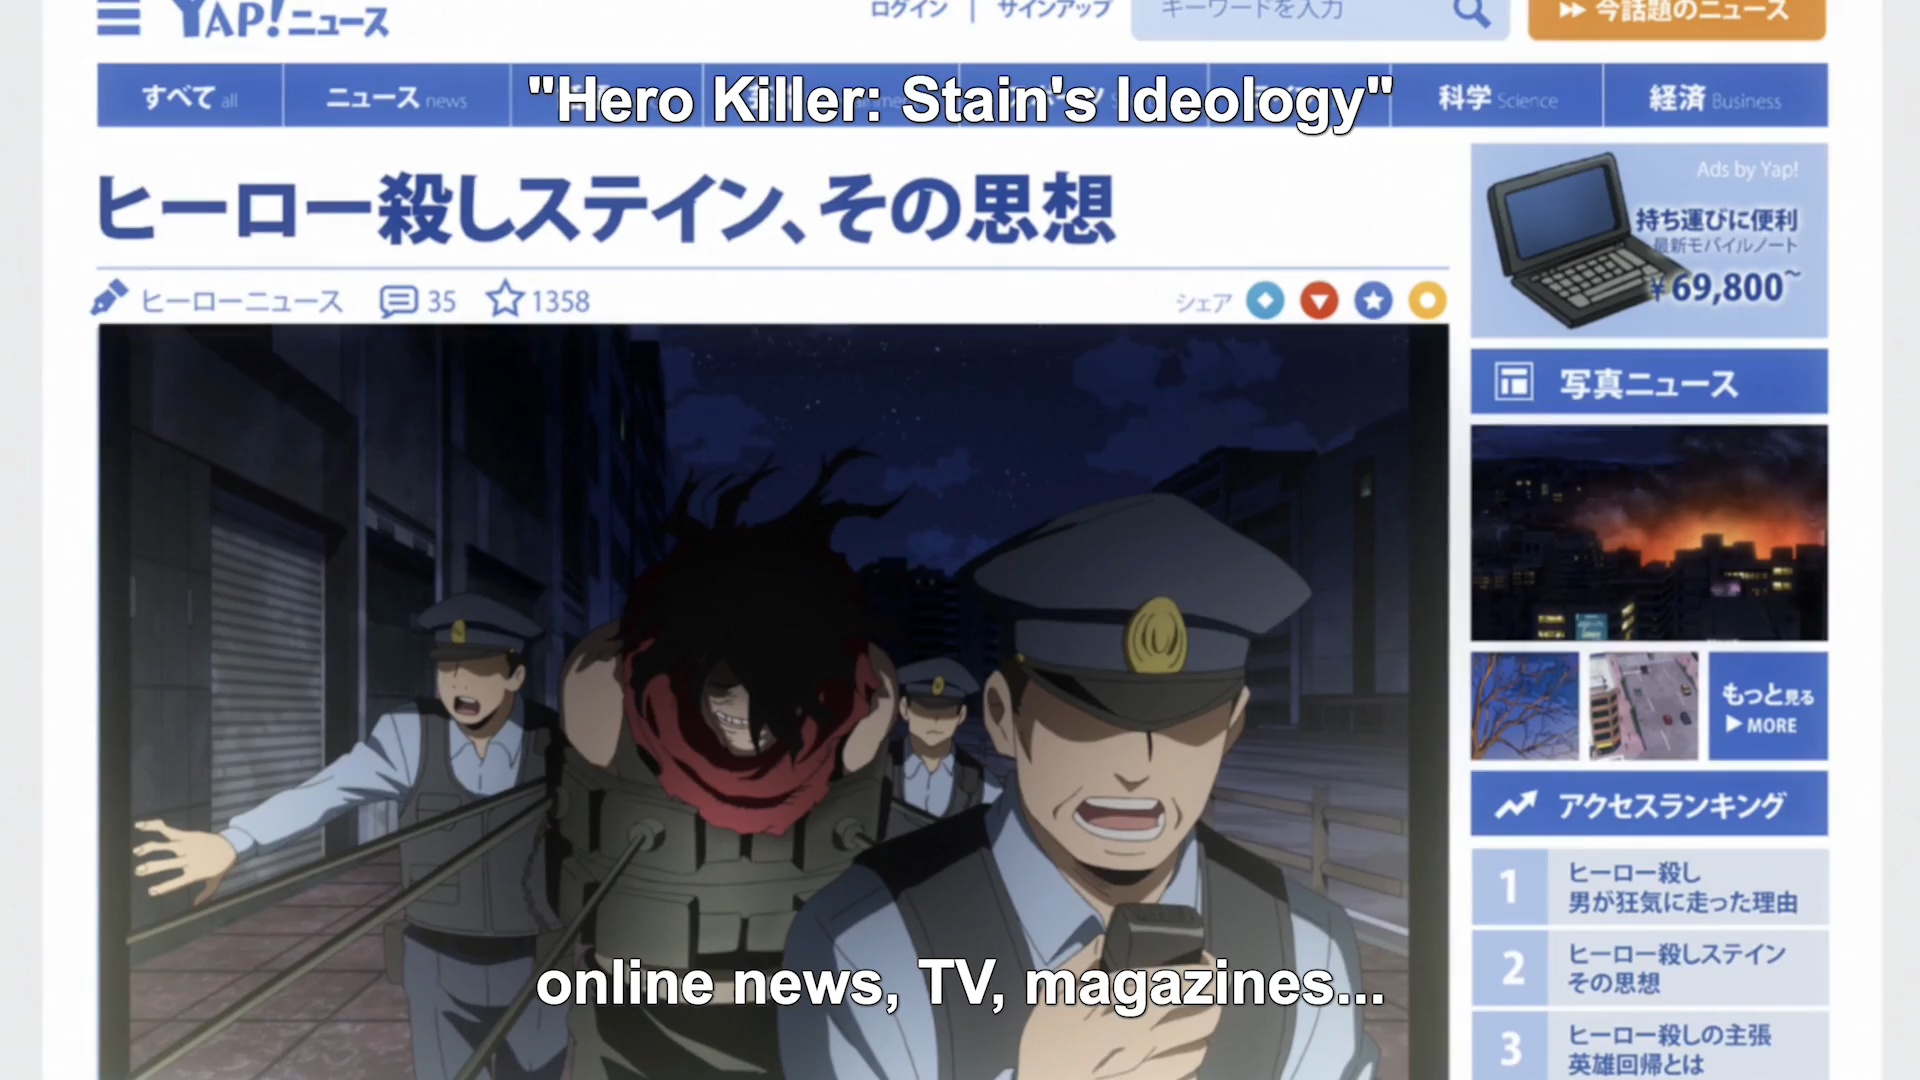 YAP!ニュース
ログイン | サインアップ
キーワードを入力
今話題のニュース
すべて all
ニュース news
科学 Science
経済 Business
"Hero Killer: Stain's Ideology"
ヒーロー殺しステイン、その思想
ヒーローニュース 35 1358
シェア
Ads by Yap!
持ち運びに便利
最新モバイルノート
¥69,800~
写真ニュース
もっと見る
MORE
アクセスランキング
1 ヒーロー殺し
男が狂気に走った理由
2 ヒーロー殺しステイン
その思想
3 ヒーロー殺しの主張
英雄回帰とは
online news, TV, magazines...